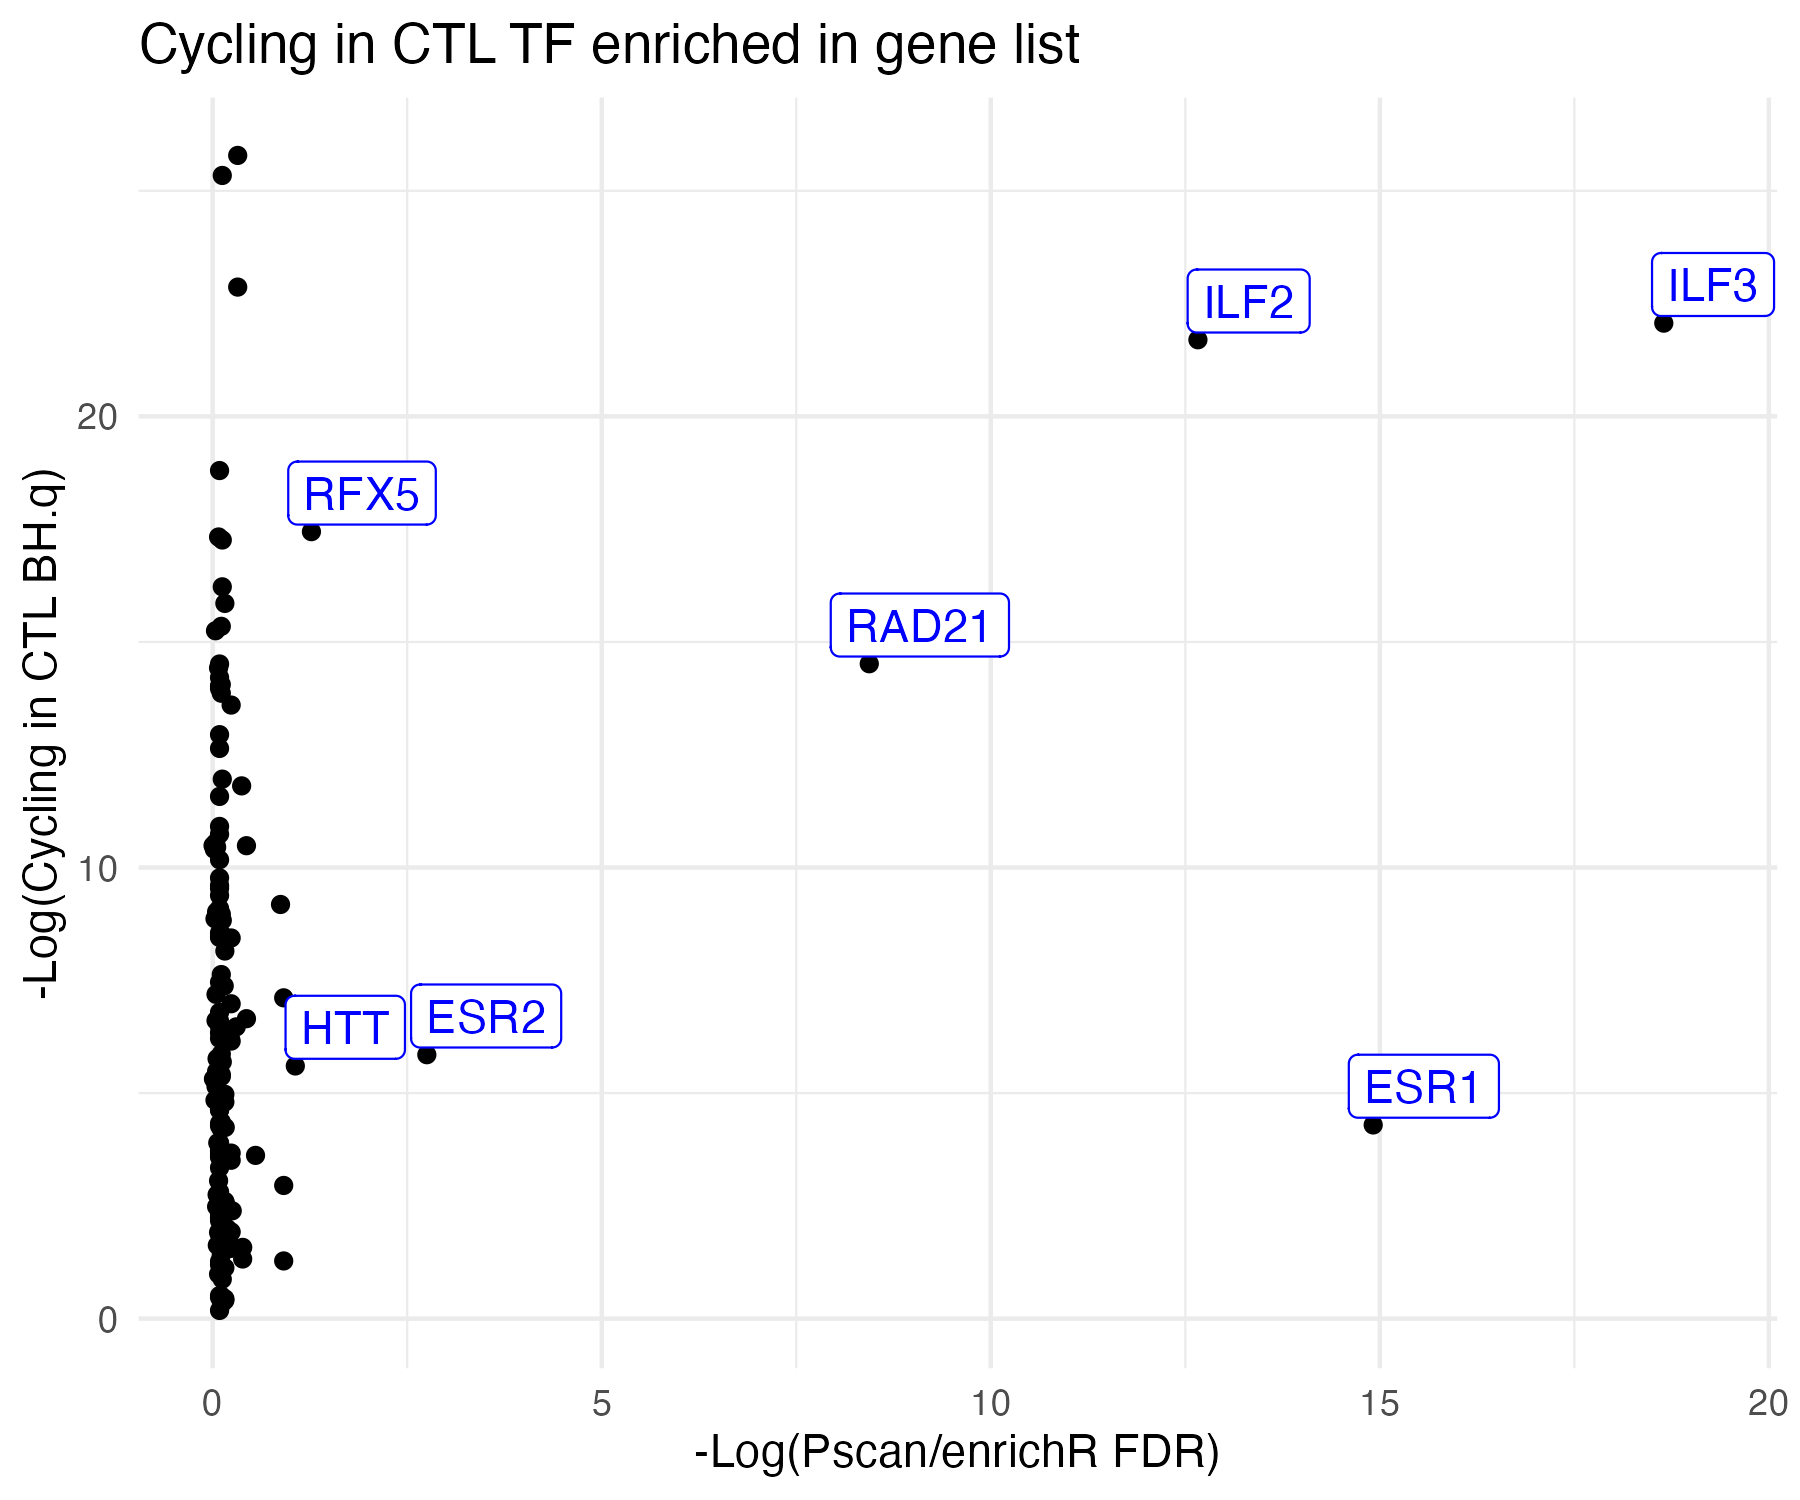 Cycling in CTL TF enriched in gene list
ILF3
ILF2
20
RFX5
RAD21
-Log(Cycling in CTL BH.q)
10
ESR2
HTT
ESR1
0
0 5 10 15 20
-Log(Pscan/enrichR FDR)